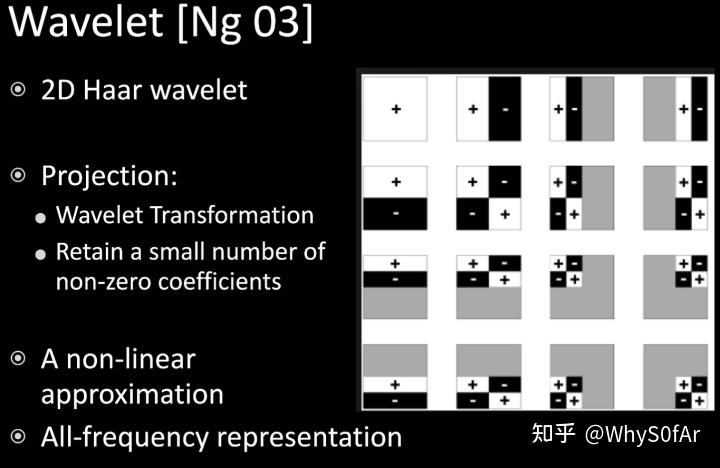 Wavelet [Ng 03]
2D Haar wavelet
Projection:
Wavelet Transformation
Retain a small number of
non-zero coefficients
A non-linear
approximation
All-frequency representation
+ + - + - + -
+ + - + - + -
- - + - + - +
+ + - + - + -
- - + - + - +
+ + - + - + -
- - + - + - +
知乎 @WhyS0fAr